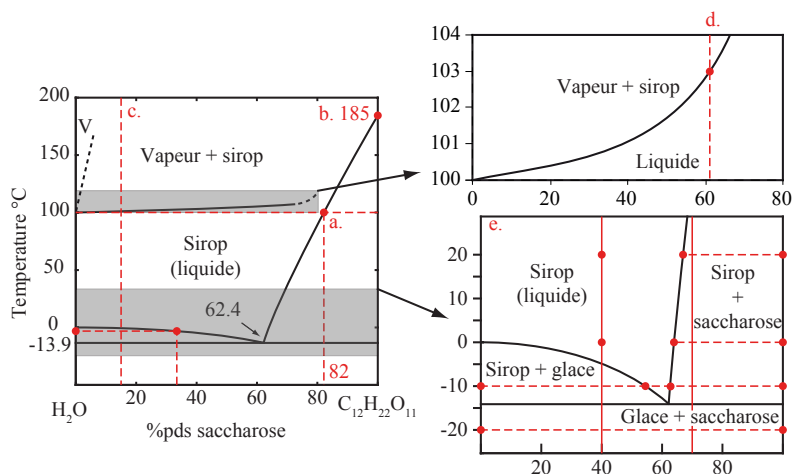 200
150
100
50
0
-13.9
Temperature °C
V
c.
b. 185
Vapeur + sirop
a.
Sirop
(liquide)
62.4
82
H₂O
20
40
60
80
C₁₂H₂₂O₁₁
%pds saccharose
d.
104
103
102
101
100
Vapeur + sirop
Liquide
0
20
40
60
80
e.
20
10
0
-10
-20
Sirop
(liquide)
Sirop
+
saccharose
Sirop + glace
Glace + saccharose
20
40
60
80